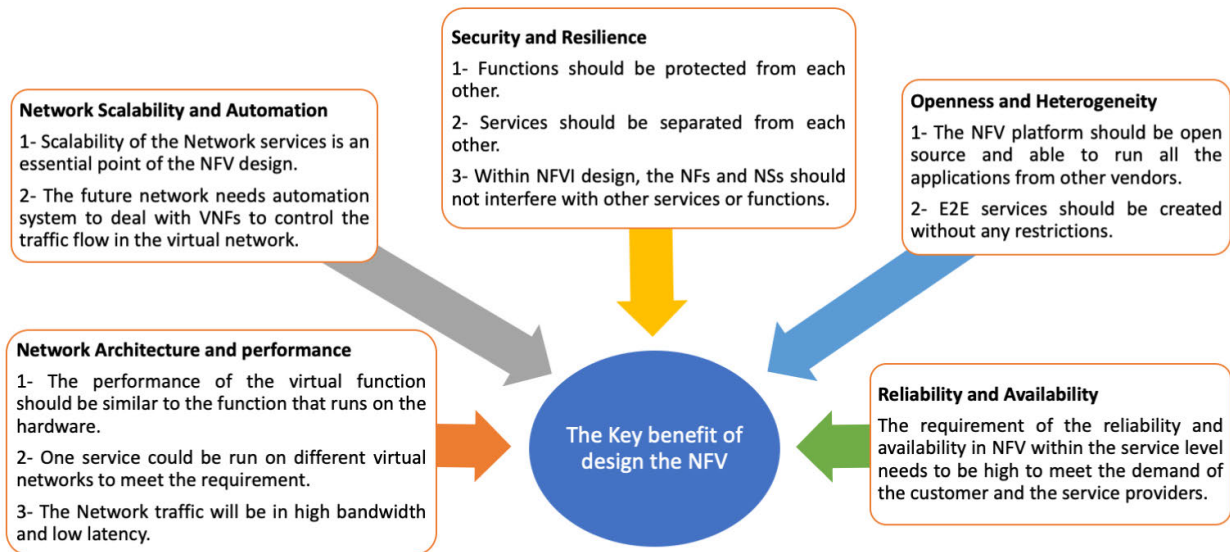 Security and Resilience
1- Functions should be protected from each
other.
2- Services should be separated from each
other.
3- Within NFVI design, the NFs and NSs should
not interfere with other services or functions.
Network Scalability and Automation
1- Scalability of the Network services is an
essential point of the NFV design.
2- The future network needs automation
system to deal with VNFs to control the
traffic flow in the virtual network.
Openness and Heterogeneity
1- The NFV platform should be open
source and able to run all the
applications from other vendors.
2- E2E services should be created
without any restrictions.
Network Architecture and performance
1- The performance of the virtual function
should be similar to the function that runs on the
hardware.
2- One service could be run on different virtual
networks to meet the requirement.
3- The Network traffic will be in high bandwidth
and low latency.
The Key benefit of
design the NFV
Reliability and Availability
The requirement of the reliability and
availability in NFV within the service level
needs to be high to meet the demand of
the customer and the service providers.